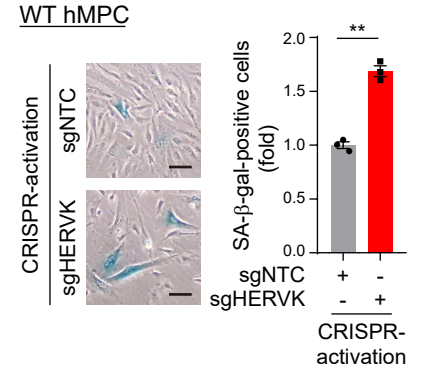 WT hMPC
CRISPR-activation
sgNTC
sgHERVK
SA-β-gal-positive cells
(fold)
2.0
1.5
1.0
0.5
0.0
**
sgNTC + -
sgHERVK - +
CRISPR-
activation